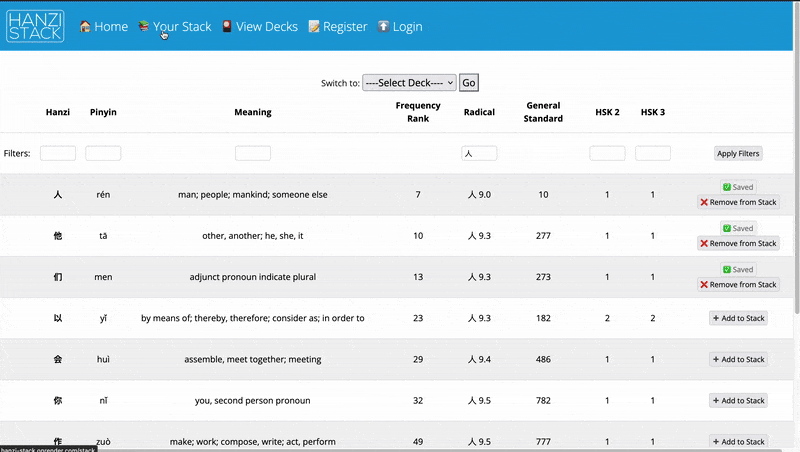 HANZI
STACK
Home Your Stack View Decks Register Login
Switch to: ----Select Deck---- Go
Hanzi Pinyin Meaning Frequency Rank Radical General Standard HSK 2 HSK 3
Filters: 人 Apply Filters
人 rén man; people; mankind; someone else 7 人 9.0 10 1 1 Saved
Remove from Stack
他 tā other, another; he, she, it 10 人 9.3 277 1 1 Saved
Remove from Stack
们 men adjunct pronoun indicate plural 13 人 9.3 273 1 1 Saved
Remove from Stack
以 yǐ by means of; thereby, therefore; consider as; in order to 23 人 9.3 182 2 2 + Add to Stack
会 huì assemble, meet together; meeting 29 人 9.4 486 1 1 + Add to Stack
你 nǐ you, second person pronoun 32 人 9.5 782 1 1 + Add to Stack
作 zuò make; work; compose, write; act, perform 49 人 9.5 777 1 1 + Add to Stack
hanzi-stack.onrender.com/stack